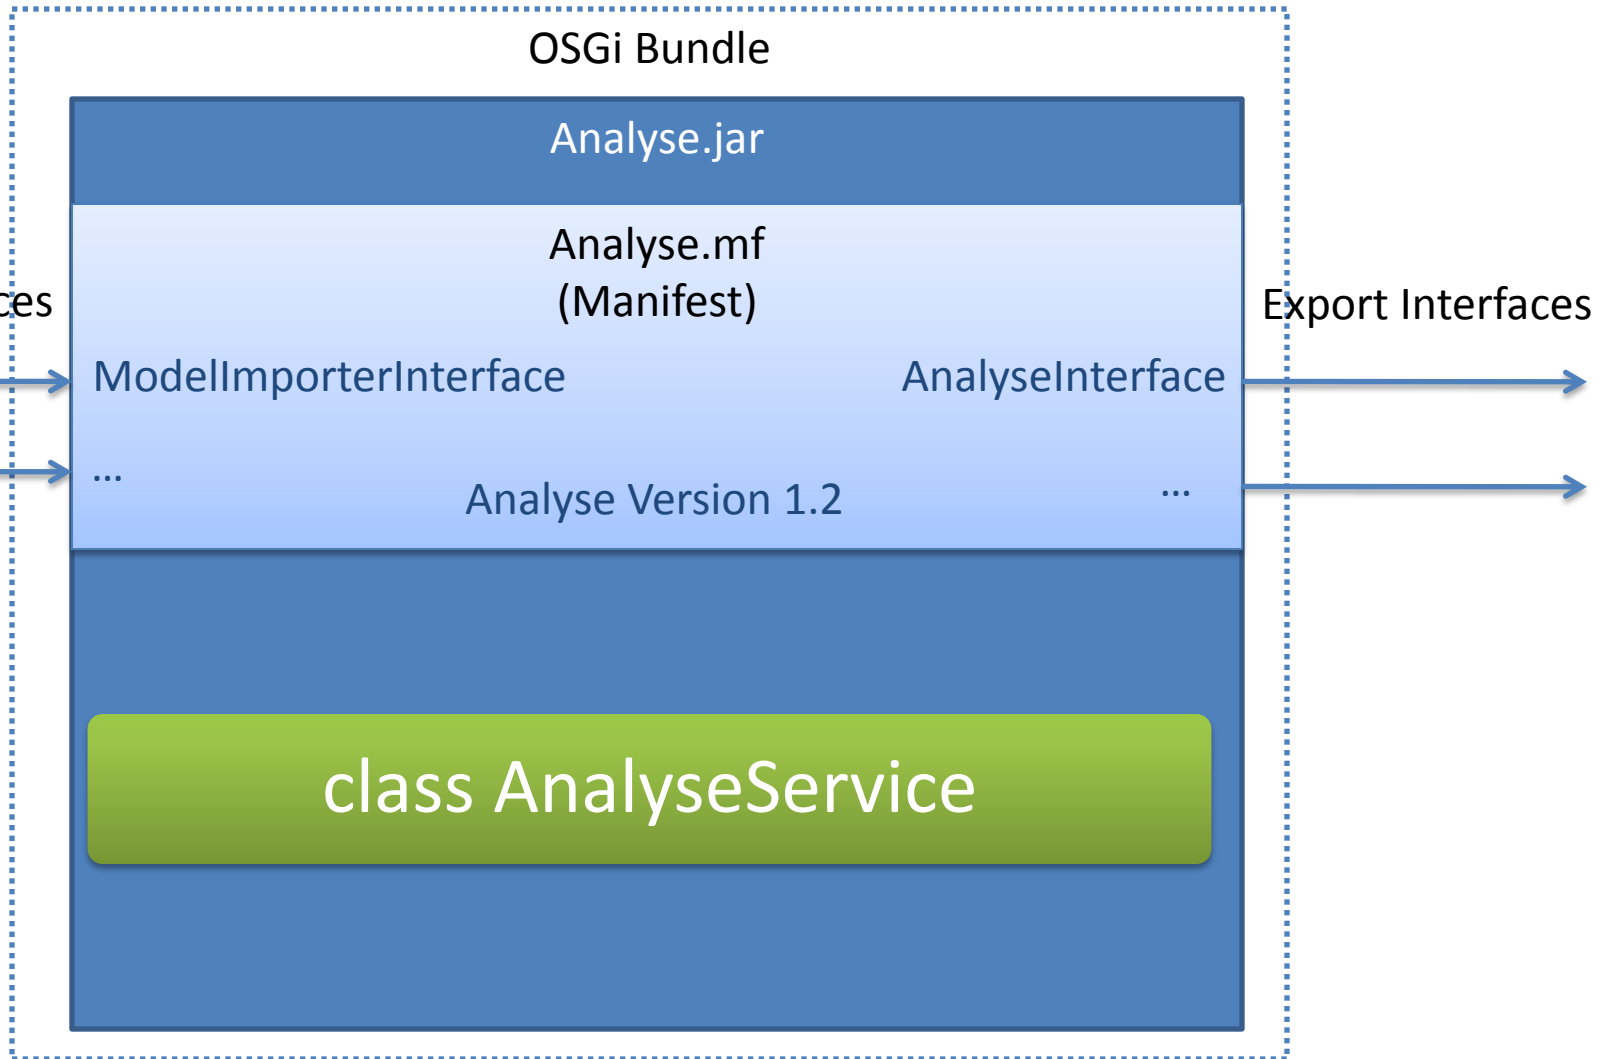 OSGi Bundle
Analyse.jar
Analyse.mf
(Manifest)
Export Interfaces
ModelImporterInterface
AnalyseInterface
...
Analyse Version 1.2
...
class AnalyseService